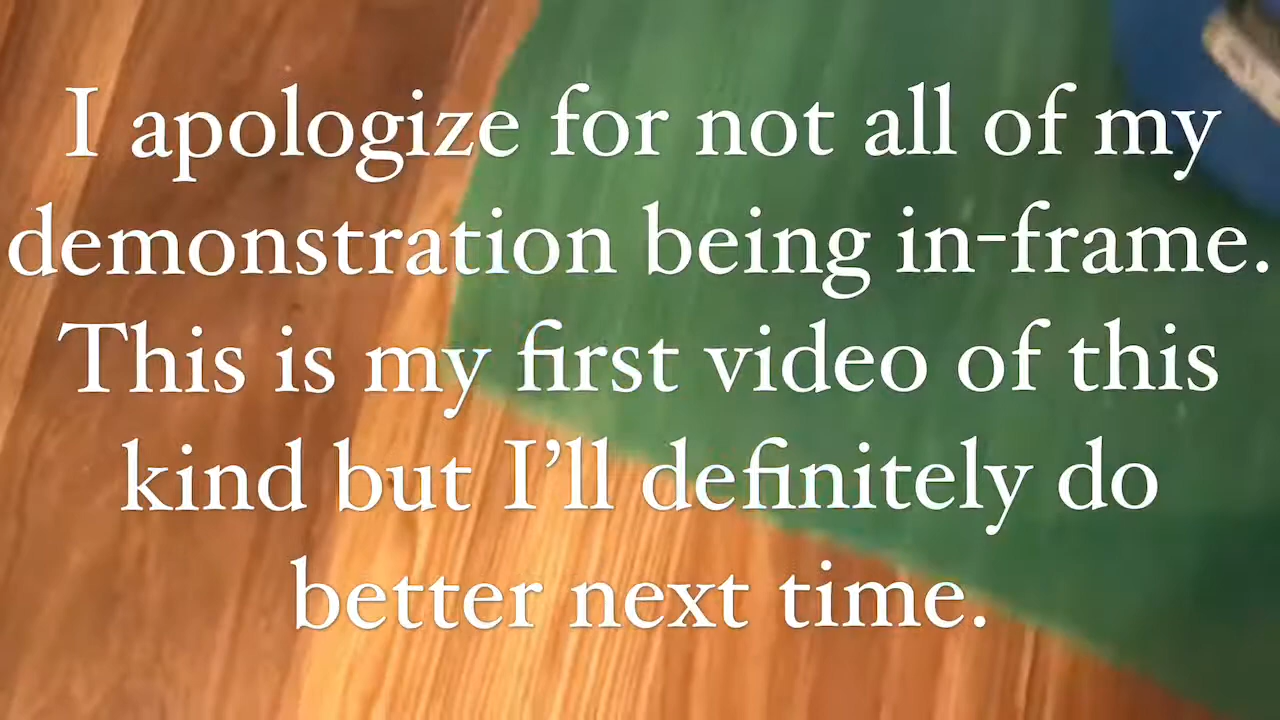 I apologize for not all of my
demonstration being in-frame.
This is my first video of this
kind but I’ll definitely do
better next time.